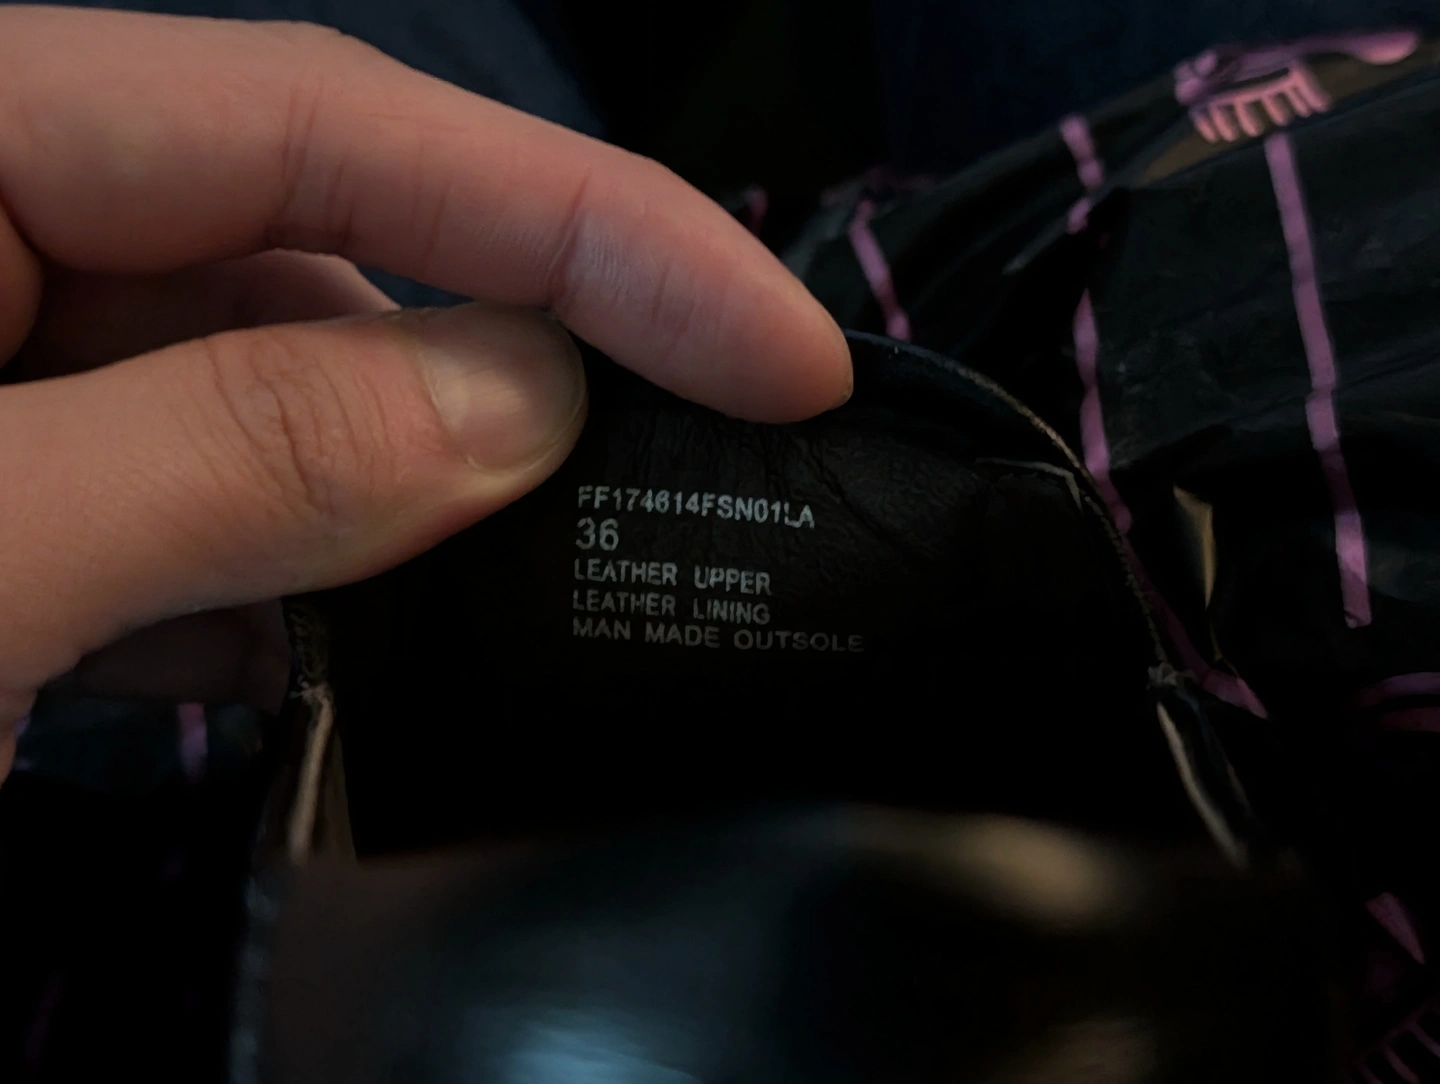 FF174614FSN01LA
36
LEATHER UPPER
LEATHER LINING
MAN MADE OUTSOLE